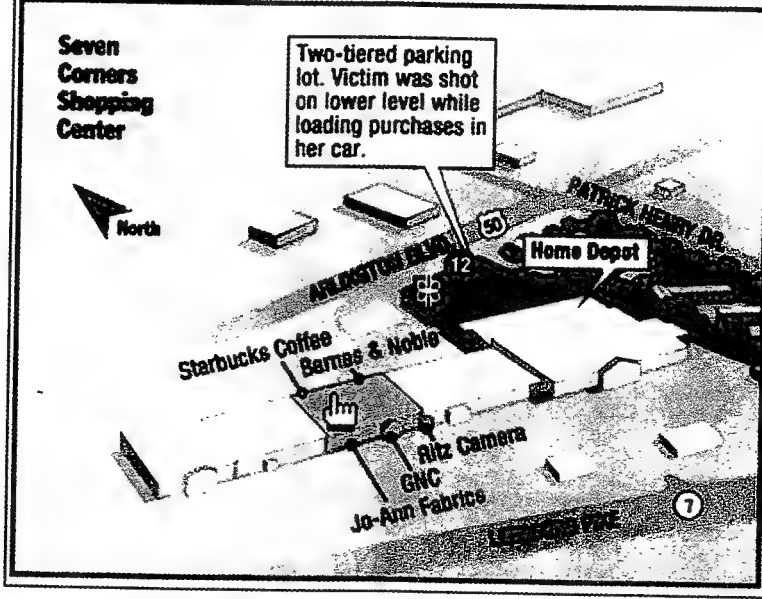 Seven
Corners
Shopping
Center
Two-tiered parking
lot. Victim was shot
on lower level while
loading purchases in
her car.
North
PATRICK HENRY DR.
50
ARLINGTON BLVD.
12
Home Depot
Starbucks Coffee
Barnes & Noble
Ritz Camera
GNC
Jo-Ann Fabrics
7
LEESBURG PIKE